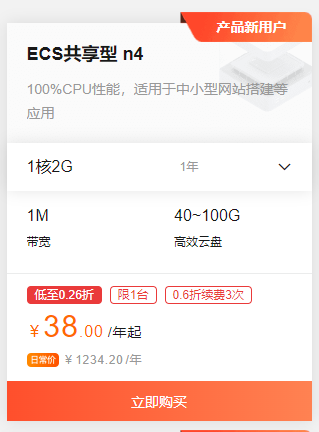 产品新用户
ECS共享型 n4
100%CPU性能，适用于中小型网站搭建等
应用
1核2G 1年
1M 40~100G
带宽 高效云盘
低至0.26折 限1台 0.6折续费3次
￥38.00 /年起
日常价 ￥1234.20 /年
立即购买